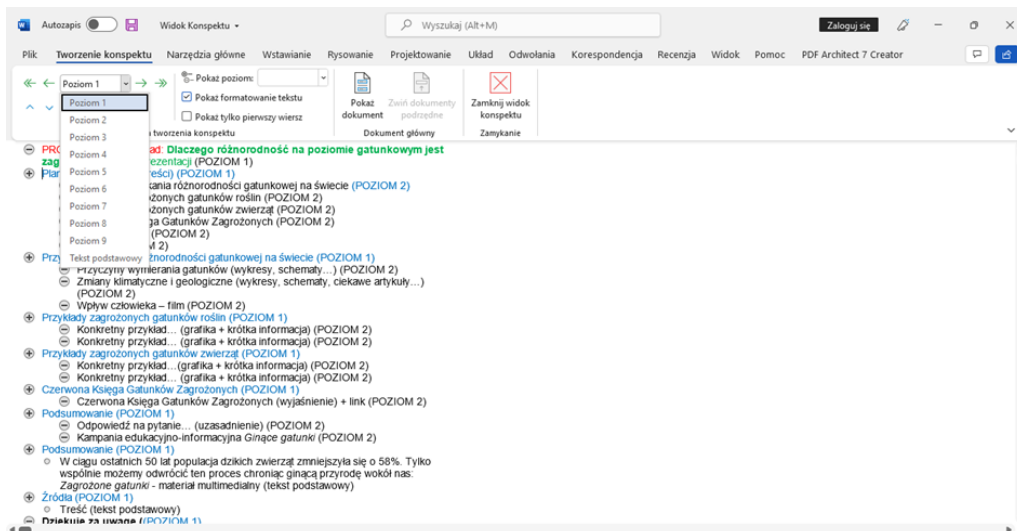 Autozapis Widok Konspektu Wyszukaj (Alt+M) Zaloguj się
Plik Tworzenie konspektu Narzędzia główne Wstawianie Rysowanie Projektowanie Układ Odwołania Korespondencja Recenzja Widok Pomoc PDF Architect 7 Creator
Poziom 1 Pokaż poziom:
Pokaż formatowanie tekstu
Pokaż tylko pierwszy wiersz
Pokaż dokument
Zwiń dokumenty podrzędne
Zamknij widok konspektu
tworzenia konspektu Dokument główny Zamykanie
Poziom 1
Poziom 2
Poziom 3
Poziom 4
Poziom 5
Poziom 6
Poziom 7
Poziom 8
Poziom 9
Tekst podstawowy
ad: Dlaczego różnorodność na poziomie gatunkowym jest
zag ezentacji (POZIOM 1)
Plan eści) (POZIOM 1)
kania różnorodności gatunkowej na świecie (POZIOM 2)
ożonych gatunków roślin (POZIOM 2)
ożonych gatunków zwierząt (POZIOM 2)
ga Gatunków Zagrożonych (POZIOM 2)
(POZIOM 2)
M 2)
Przy żnorodności gatunkowej na świecie (POZIOM 1)
Przyczyny wymierania gatunków (wykresy, schematy…) (POZIOM 2)
Zmiany klimatyczne i geologiczne (wykresy, schematy, ciekawe artykuły…)
(POZIOM 2)
Wpływ człowieka – film (POZIOM 2)
Przykłady zagrożonych gatunków roślin (POZIOM 1)
Konkretny przykład… (grafika + krótka informacja) (POZIOM 2)
Konkretny przykład… (grafika + krótka informacja) (POZIOM 2)
Przykłady zagrożonych gatunków zwierząt (POZIOM 1)
Konkretny przykład…(grafika + krótka informacja) (POZIOM 2)
Konkretny przykład… (grafika + krótka informacja) (POZIOM 2)
Czerwona Księga Gatunków Zagrożonych (POZIOM 1)
Czerwona Księga Gatunków Zagrożonych (wyjaśnienie) + link (POZIOM 2)
Podsumowanie (POZIOM 1)
Odpowiedź na pytanie… (uzasadnienie) (POZIOM 2)
Kampania edukacyjno-informacyjna Ginące gatunki (POZIOM 2)
Podsumowanie (POZIOM 1)
W ciągu ostatnich 50 lat populacja dzikich zwierząt zmniejszyła się o 58%. Tylko
wspólnie możemy odwrócić ten proces chroniąc ginącą przyrodę wokół nas:
Zagrożone gatunki - materiał multimedialny (tekst podstawowy)
Źródła (POZIOM 1)
Treść (tekst podstawowy)
Dziękuję za uwagę ((POZIOM 1)